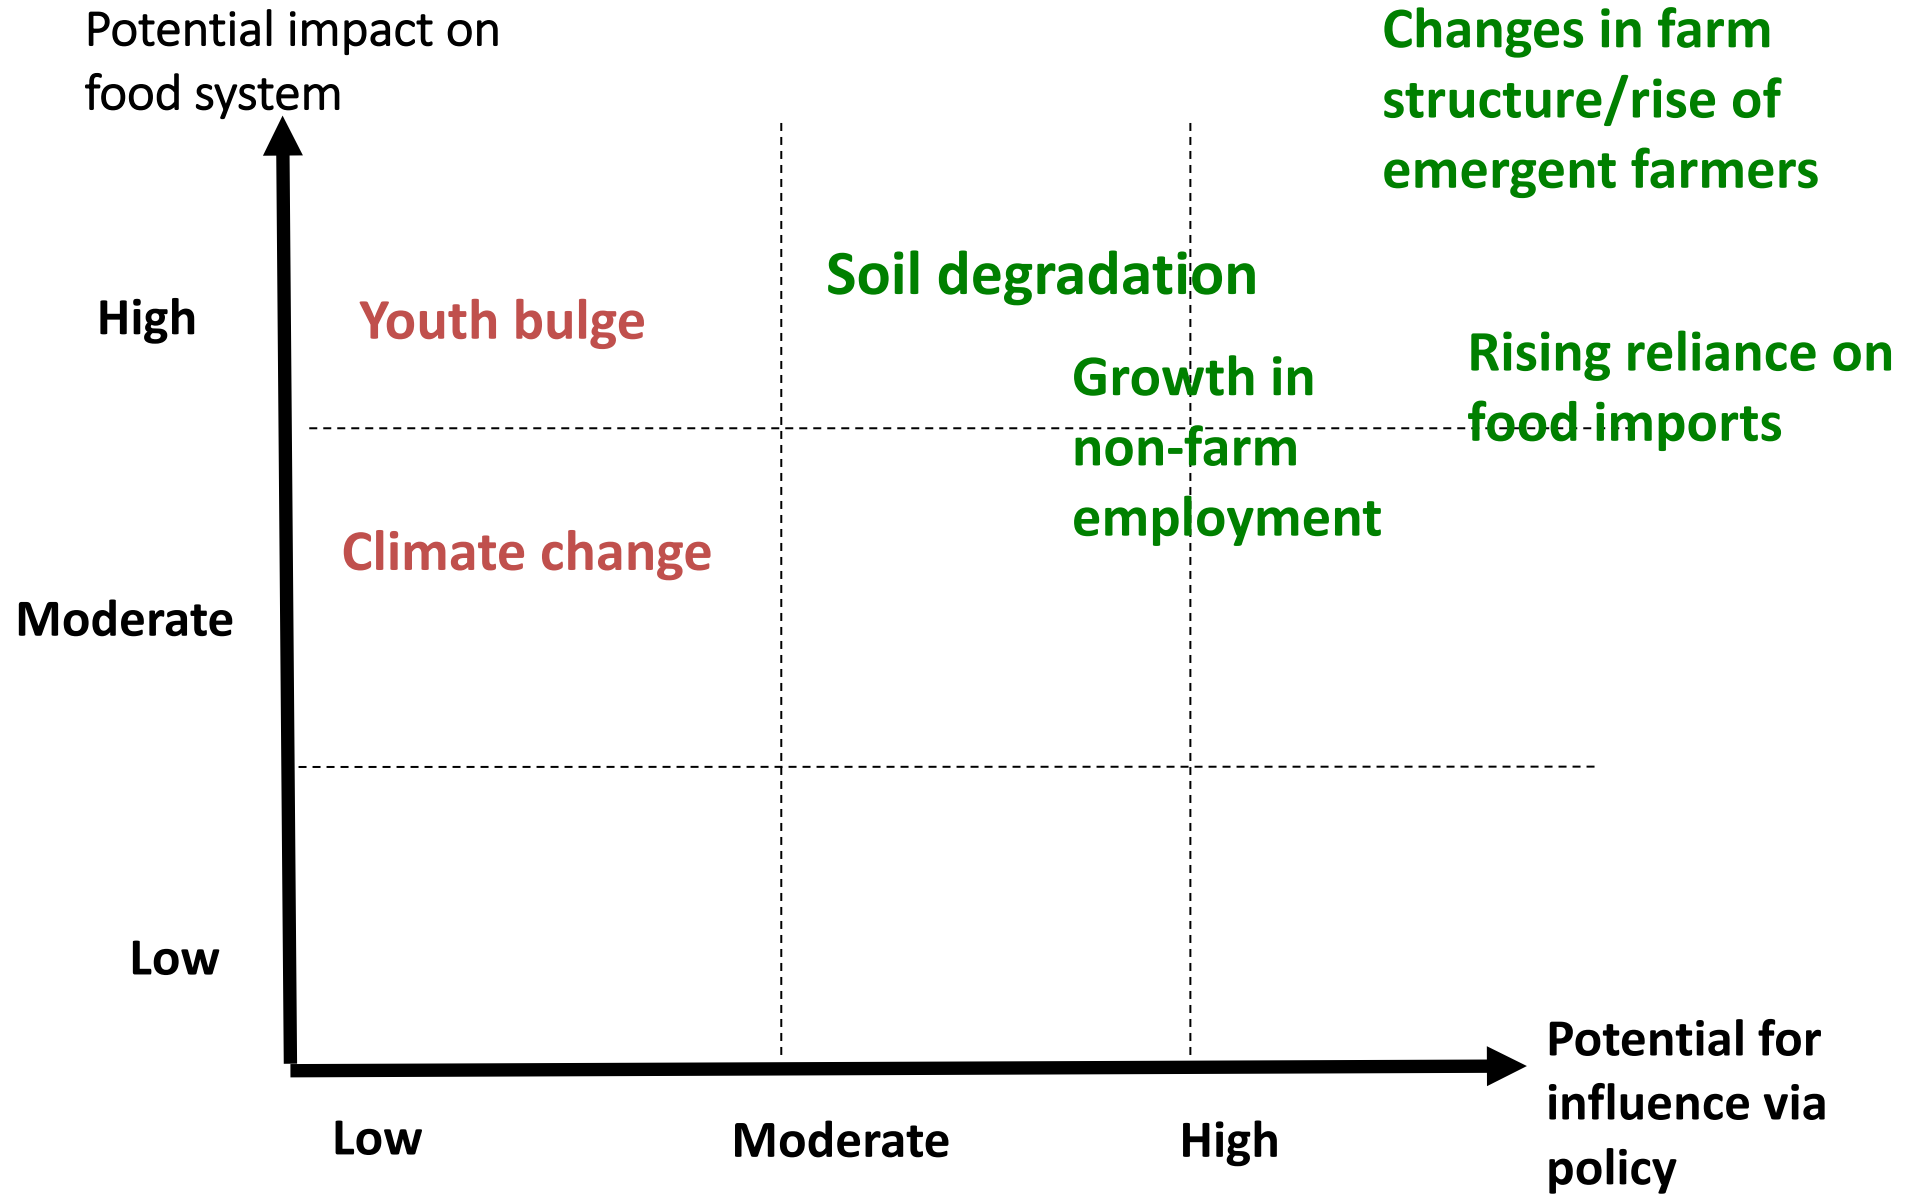 Potential impact on
food system
Changes in farm
structure/rise of
emergent farmers
Soil degradation
High
Youth bulge
Rising reliance on
food imports
Growth in
non-farm
employment
Climate change
Moderate
Low
Potential for
influence via
policy
Low
Moderate
High